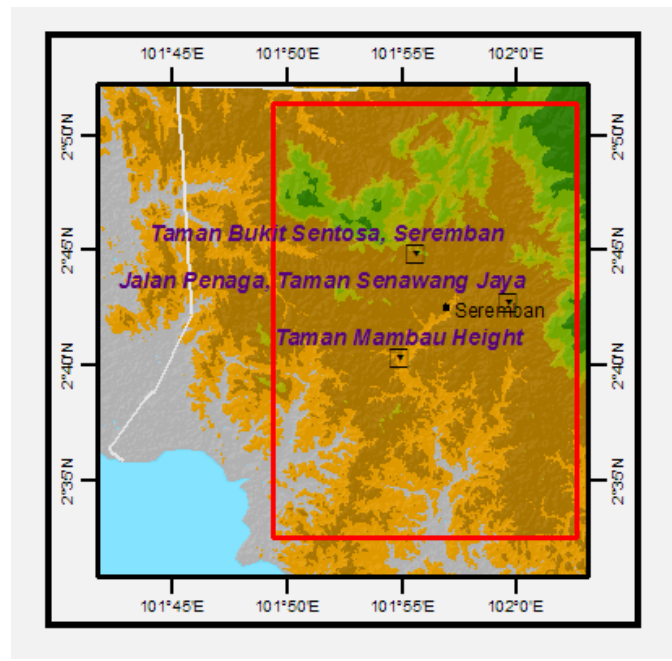 101°45'E 101°50'E 101°55'E 102°0'E
2°50'N 2°50'N
Taman Bukit Sentosa, Seremban
2°45'N 2°45'N
Jalan Penaga, Taman Senawang Jaya
Seremban
Taman Mambau Height
2°40'N 2°40'N
2°35'N 2°35'N
101°45'E 101°50'E 101°55'E 102°0'E